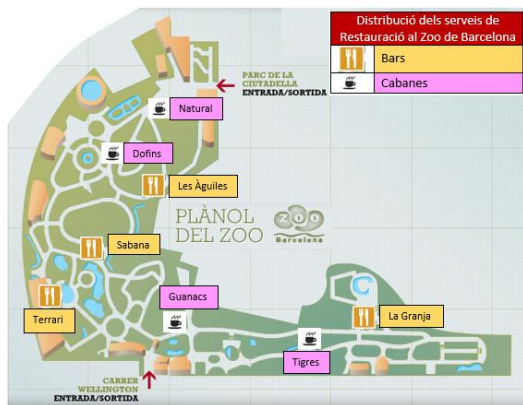 Distribució dels serveis de
Restauració al Zoo de Barcelona
Bars
Cabanes
PARC DE LA
CIUTADELLA
ENTRADA/SORTIDA
Natural
Dofins
Les Àguiles
PLÀNOL
DEL ZOO
zoo
Barcelona
Sabana
Guanacs
Terrari
La Granja
Tigres
CARRER
WELLINGTON
ENTRADA/SORTIDA